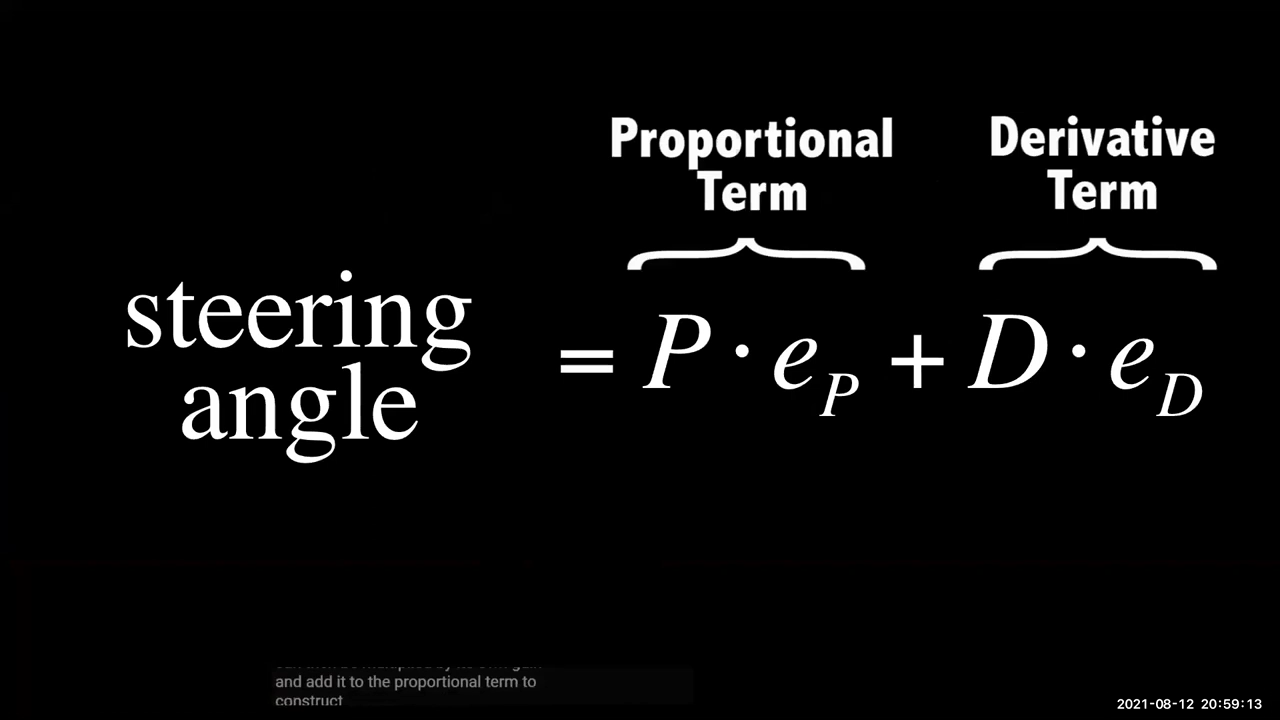 Proportional Term
Derivative Term
steering angle = P · e_P + D · e_D
and add it to the proportional term to
construct
2021-08-12 20:59:13